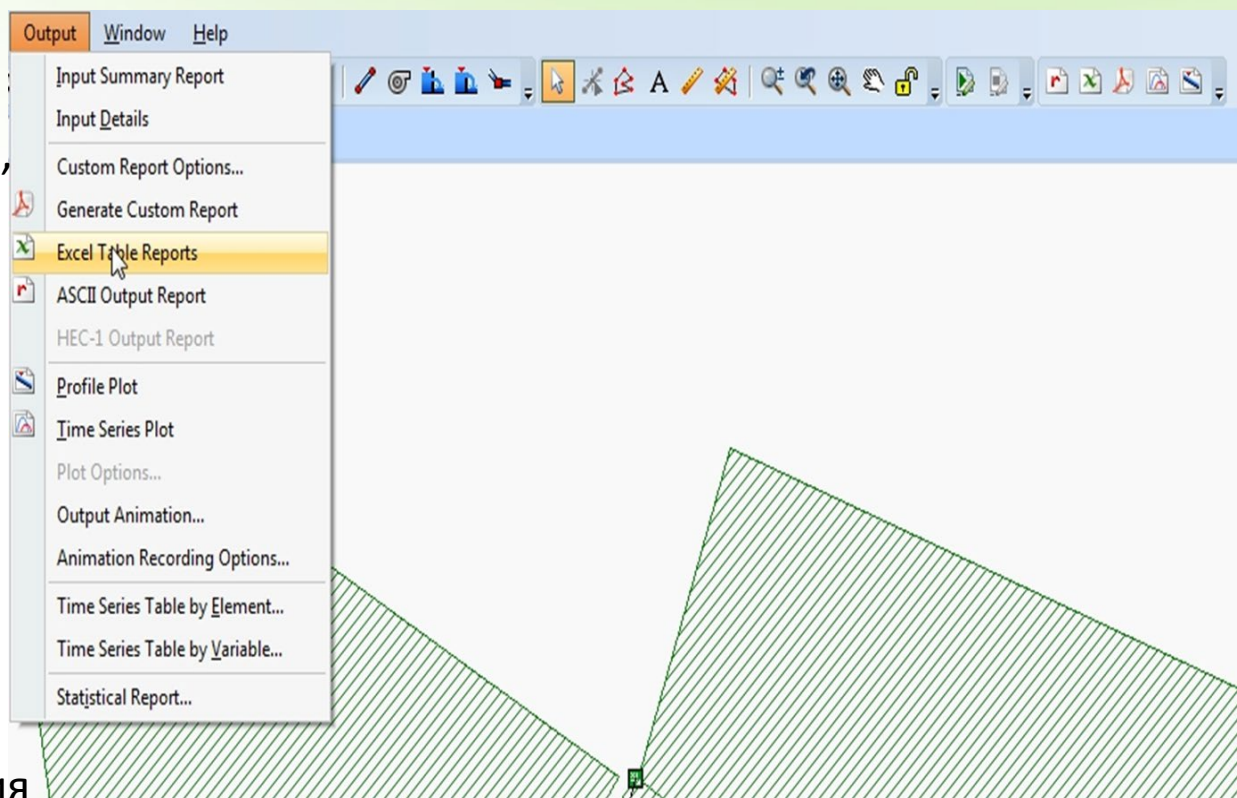 Output Window Help
Input Summary Report
Input Details
,
Custom Report Options...
Generate Custom Report
Excel Table Reports
ASCII Output Report
HEC-1 Output Report
Profile Plot
Time Series Plot
Plot Options...
Output Animation...
Animation Recording Options...
Time Series Table by Element...
Time Series Table by Variable...
Statistical Report...